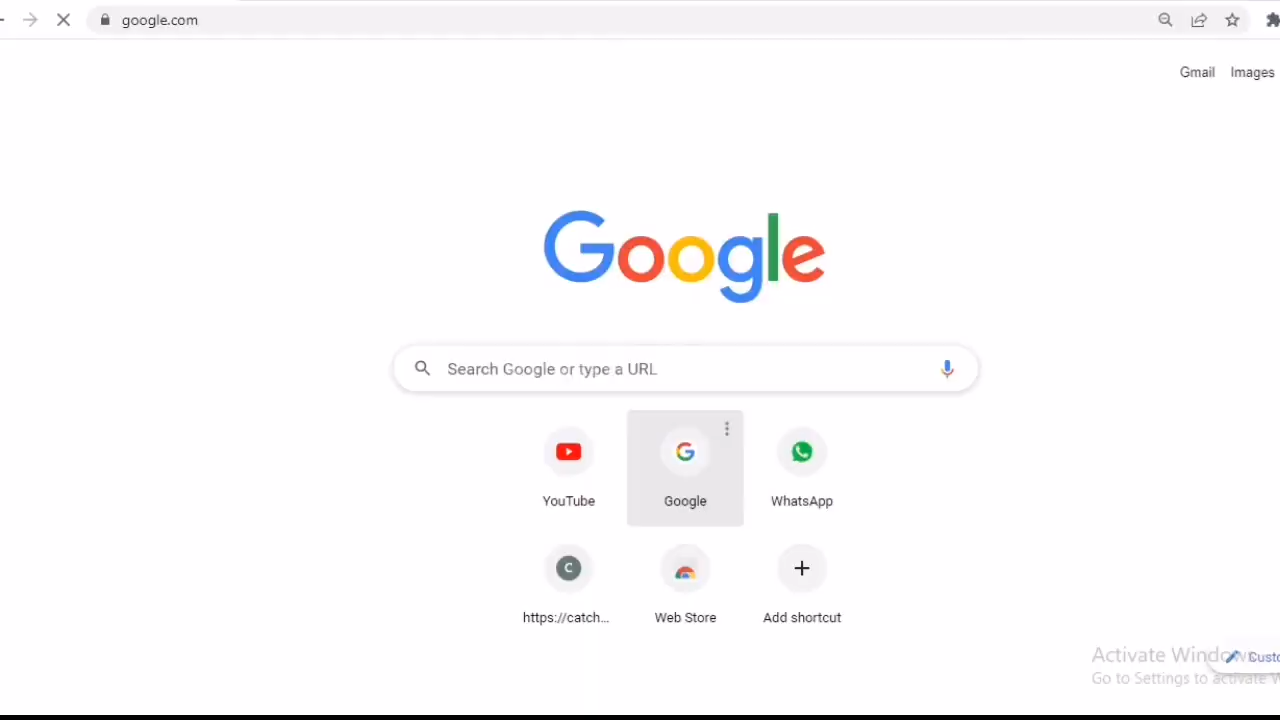 google.com
Gmail Images
Google
Search Google or type a URL
YouTube Google WhatsApp
C
https://catch... Web Store Add shortcut
Activate Windows
Go to Settings to activate